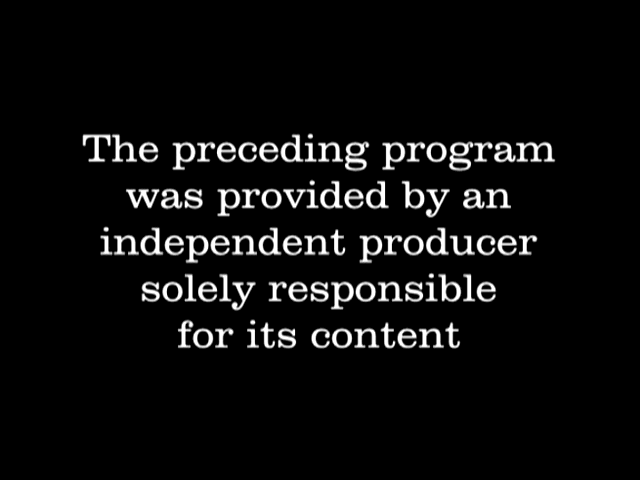 The preceding program
was provided by an
independent producer
solely responsible
for its content